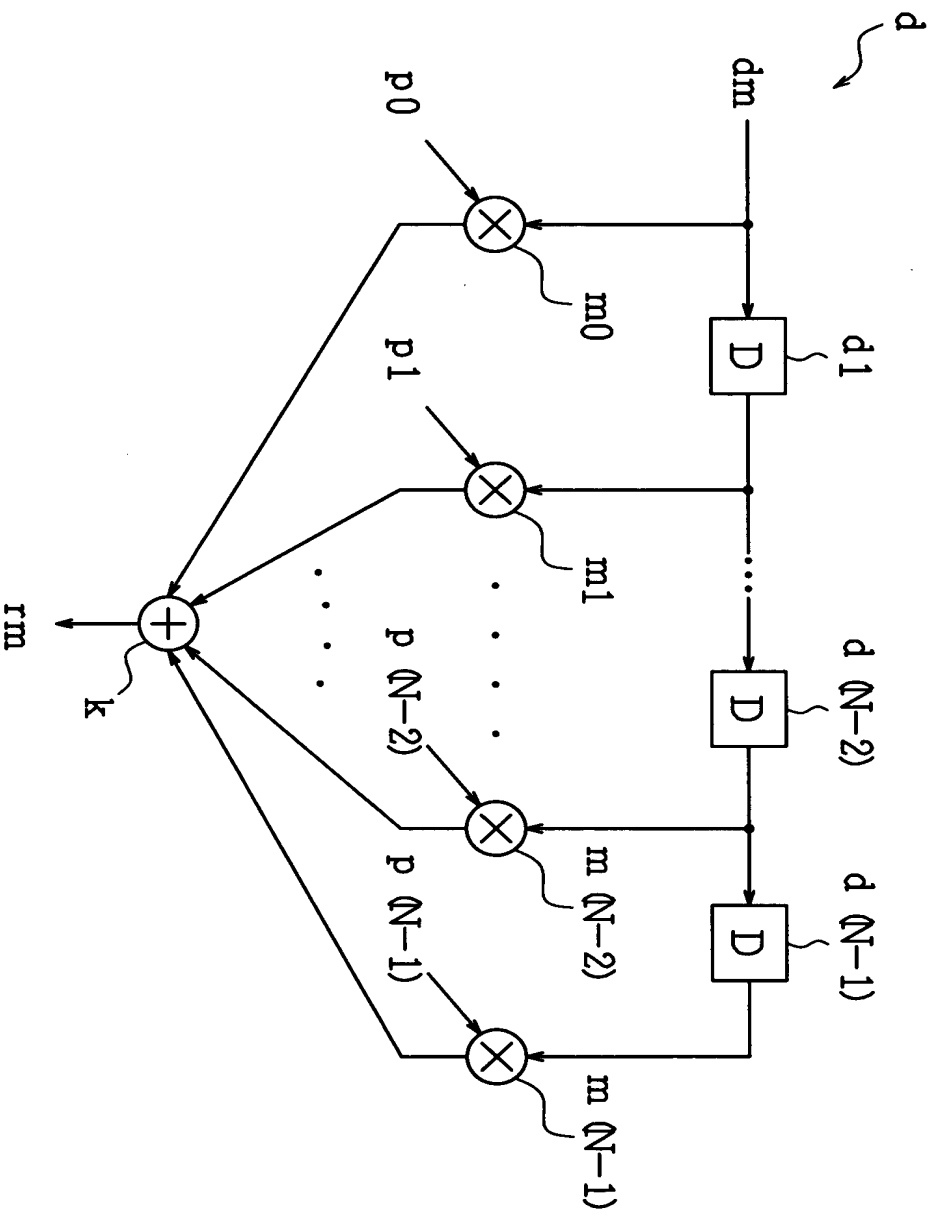 d
dm
d1
d (N-2)
d (N-1)
D
D
D
m0
m1
m (N-2)
m (N-1)
p0
p1
p (N-2)
p (N-1)
k
rm